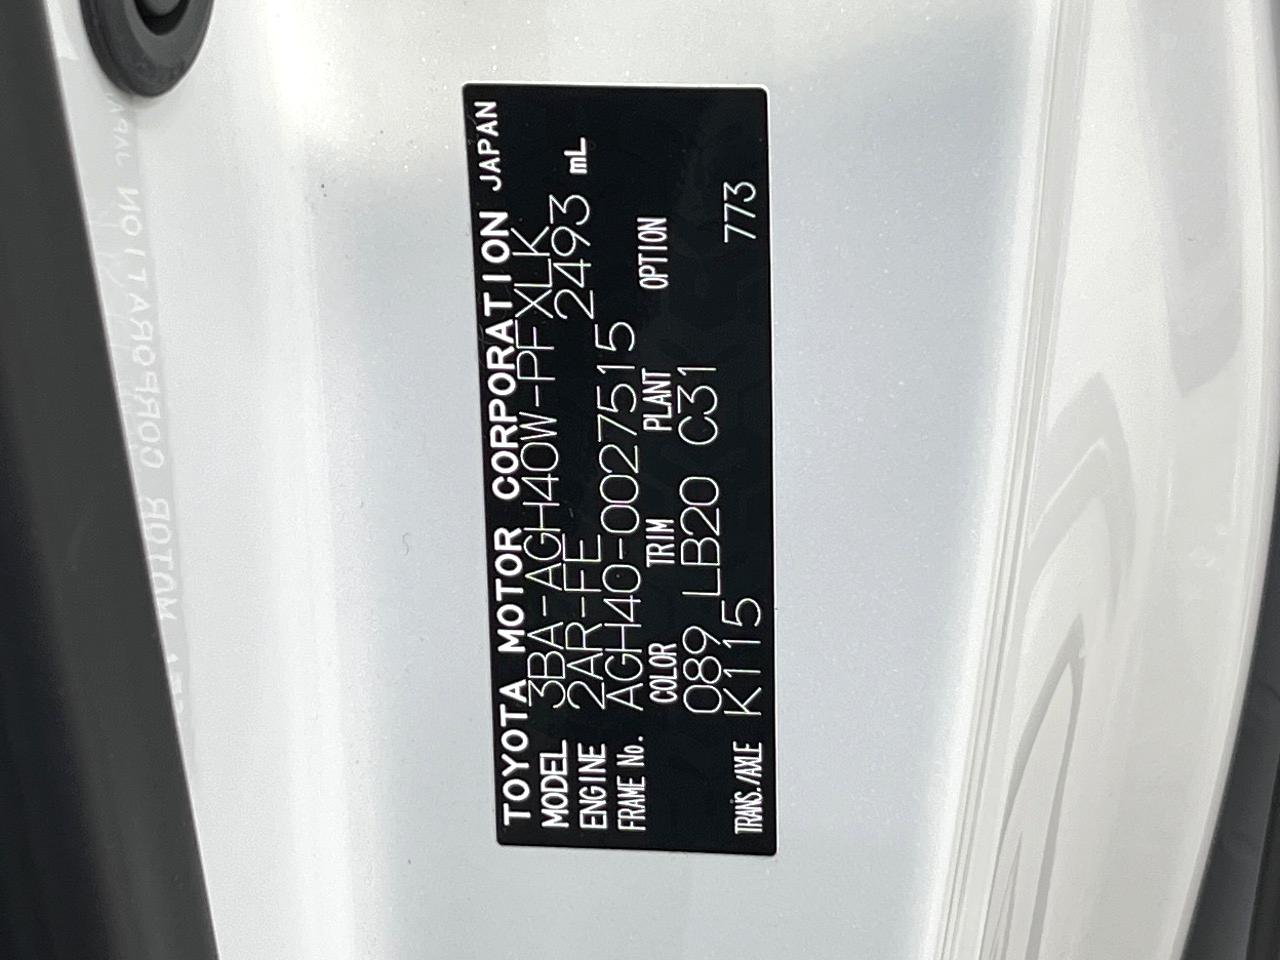 TOYOTA MOTOR CORPORATION JAPAN
MODEL 3BA-AGH40W-PFXLK
ENGINE 2AR-FE 2493 mL
FRAME No. AGH40-0027515
COLOR TRIM PLANT OPTION
089 LB20 C31
TRANS./AXLE K115 773